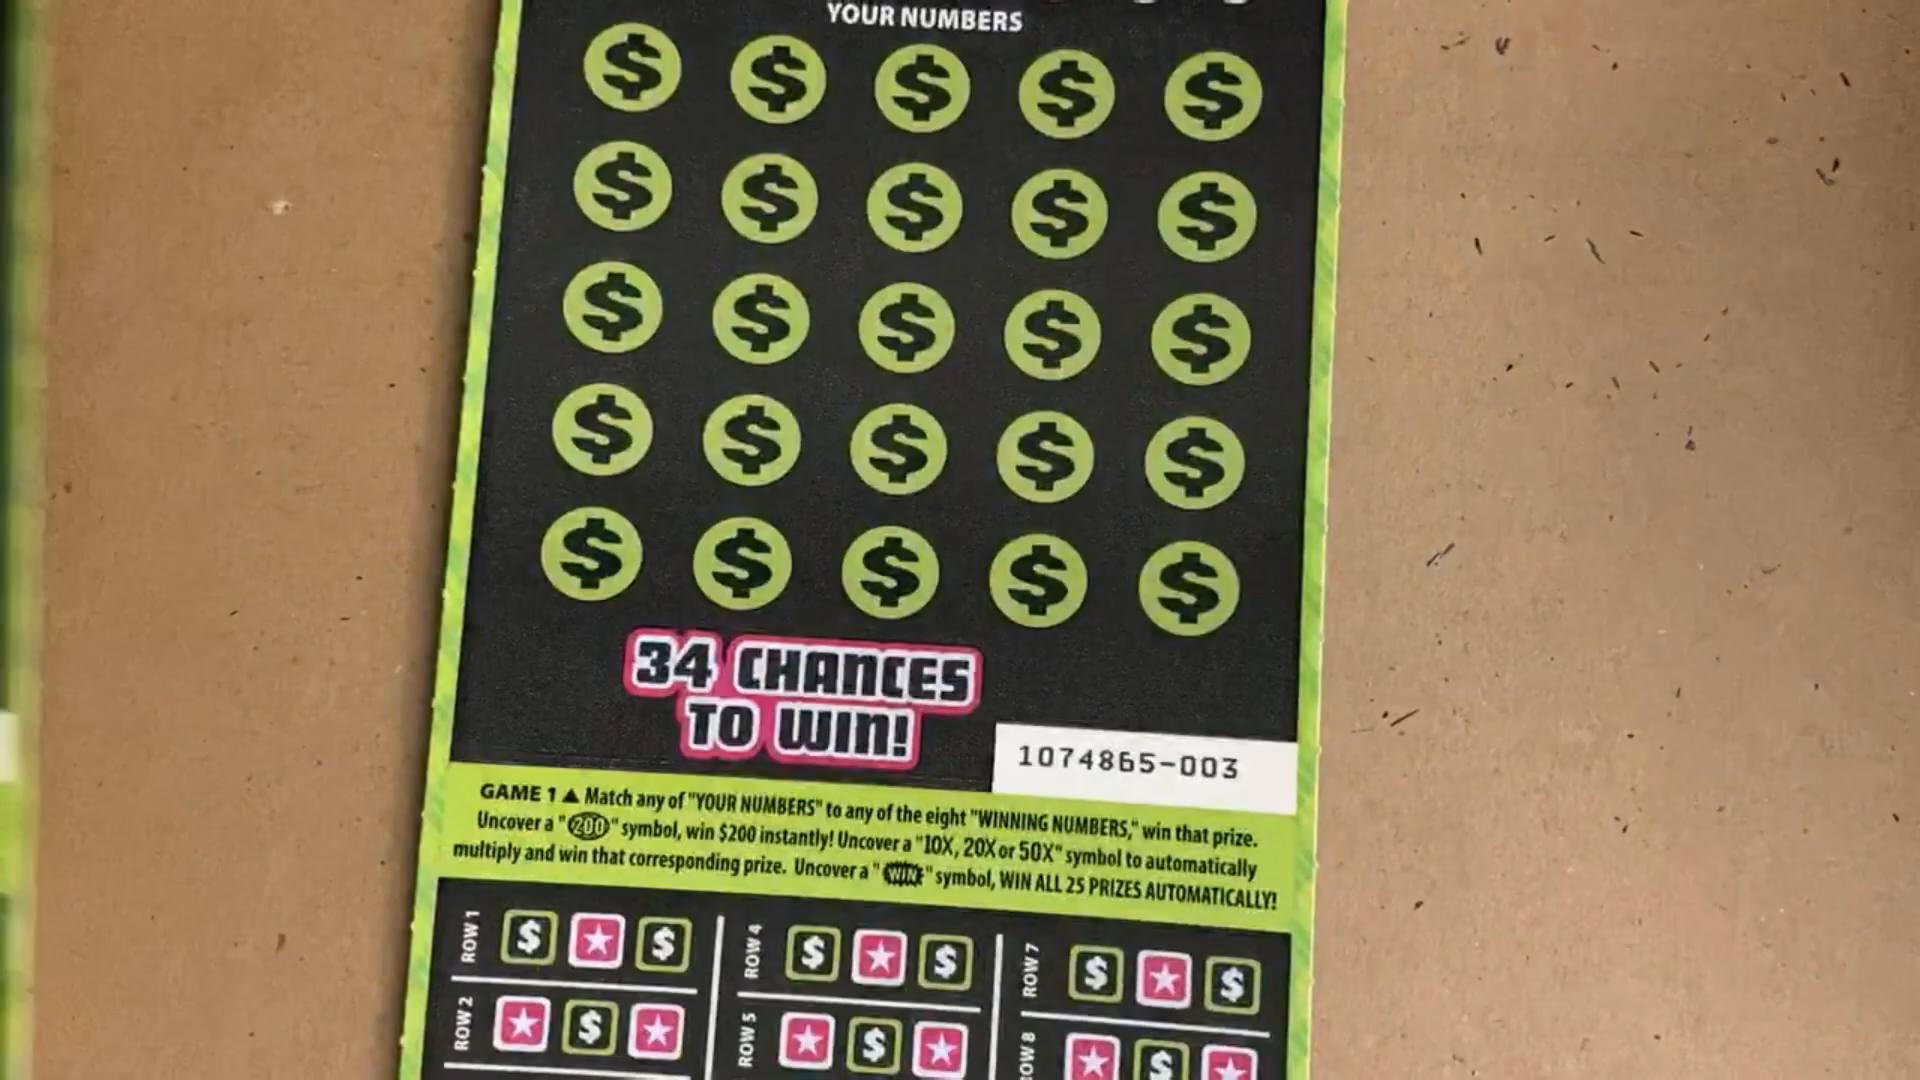 YOUR NUMBERS
$ $ $ $ $
$ $ $ $ $
$ $ $ $ $
$ $ $ $ $
$ $ $ $ $
34 CHANCES
TO WIN!
1074865-003
GAME 1 ▲ Match any of "YOUR NUMBERS" to any of the eight "WINNING NUMBERS," win that prize.
Uncover a "200" symbol, win $200 instantly! Uncover a "10X, 20X or 50X" symbol to automatically
multiply and win that corresponding prize. Uncover a "WIN" symbol, WIN ALL 25 PRIZES AUTOMATICALLY!
ROW 1 $ ★ $
ROW 4 $ ★ $
ROW 7 $ ★ $
ROW 2 ★ $ ★
ROW 5 ★ $ ★
ROW 8 ★ $ ★